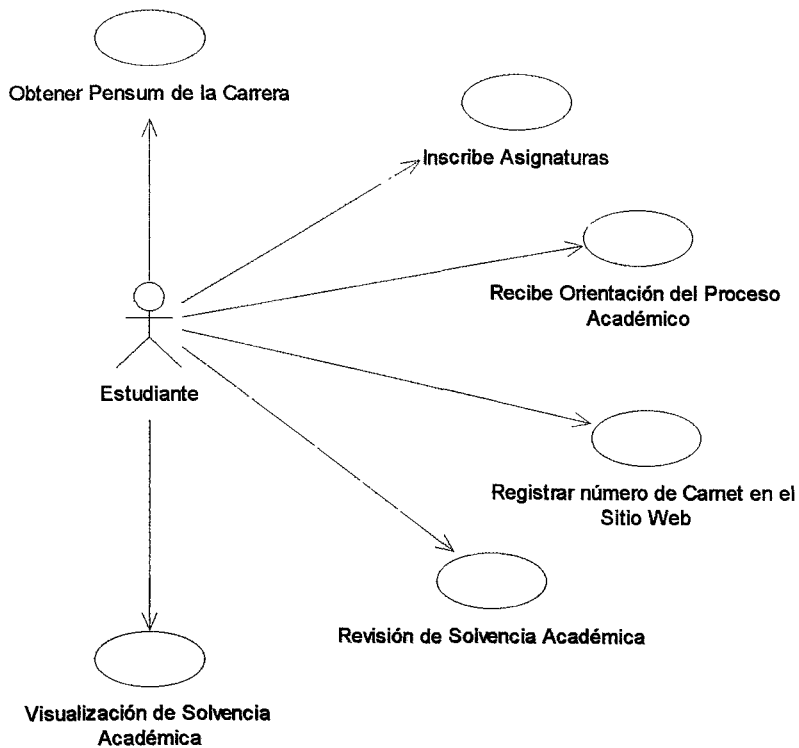 Obtener Pensum de la Carrera
Inscribe Asignaturas
Recibe Orientación del Proceso
Académico
Estudiante
Registrar número de Carnet en el
Sitio Web
Revisión de Solvencia Académica
Visualización de Solvencia
Académica